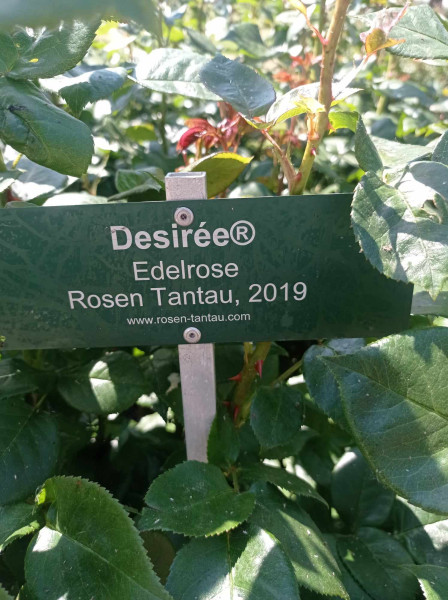 Desirée®
Edelrose
Rosen Tantau, 2019
www.rosen-tantau.com